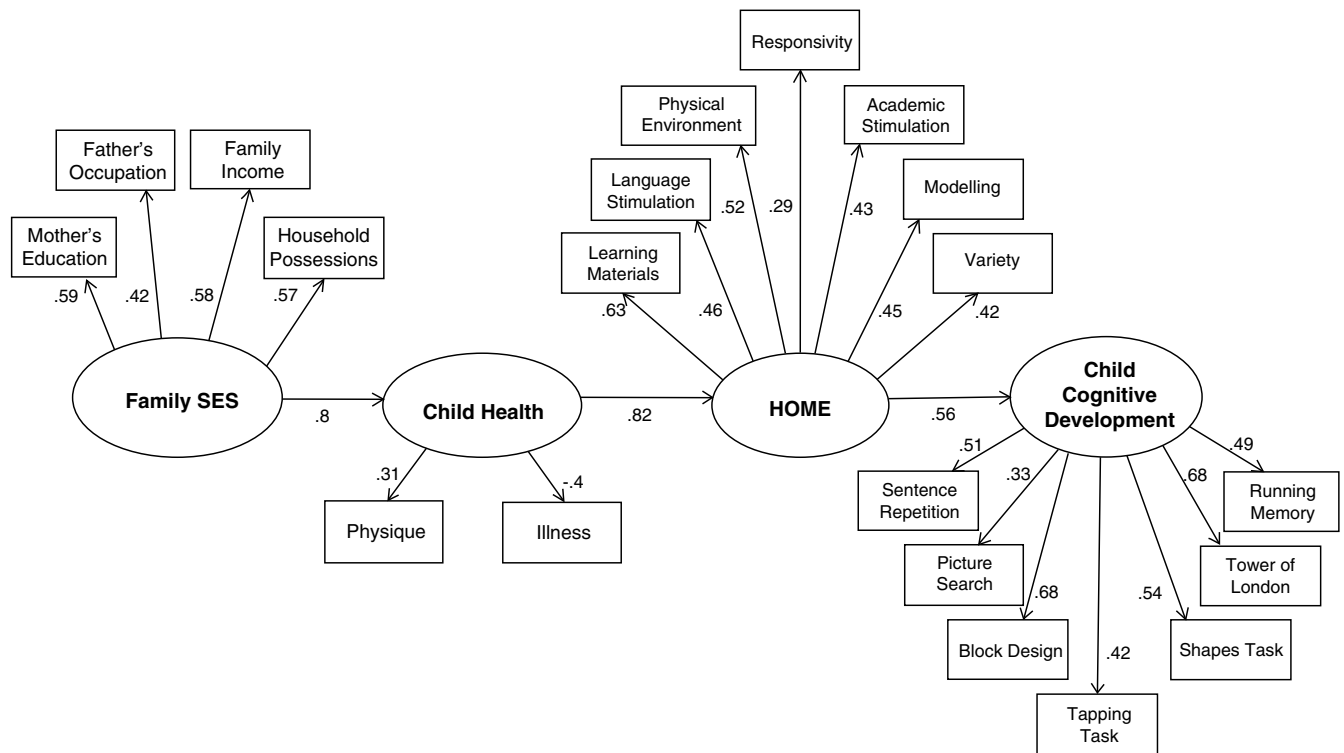 Responsivity
Physical
Environment
Academic
Stimulation
Father’s
Occupation
Family
Income
Language
Stimulation
Modelling
Mother’s
Education
Household
Possessions
Learning
Materials
Variety
.59
.42
.58
.57
.63
.46
.52
.29
.43
.45
.42
Family SES
.8
Child Health
.82
HOME
.56
Child
Cognitive
Development
.31
-.4
Physique
Illness
.51
.33
.68
.42
.54
.68
.49
Sentence
Repetition
Picture
Search
Block Design
Tapping
Task
Shapes Task
Tower of
London
Running
Memory